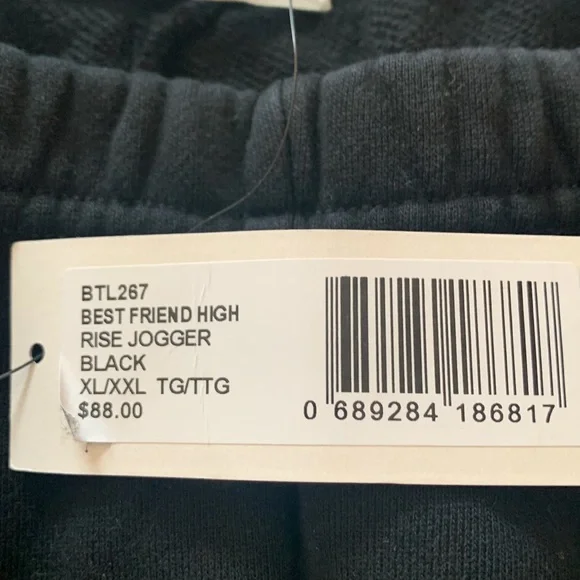 BTL267
BEST FRIEND HIGH
RISE JOGGER
BLACK
XL/XXL TG/TTG
$88.00
0 689284 186817